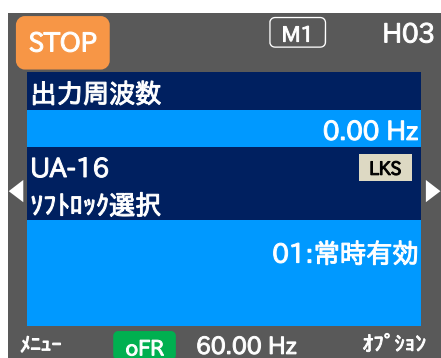 STOP M1 H03
出力周波数
0.00 Hz
UA-16 LKS
ソフトロック選択
01:常時有効
メニュー oFR 60.00 Hz オプション